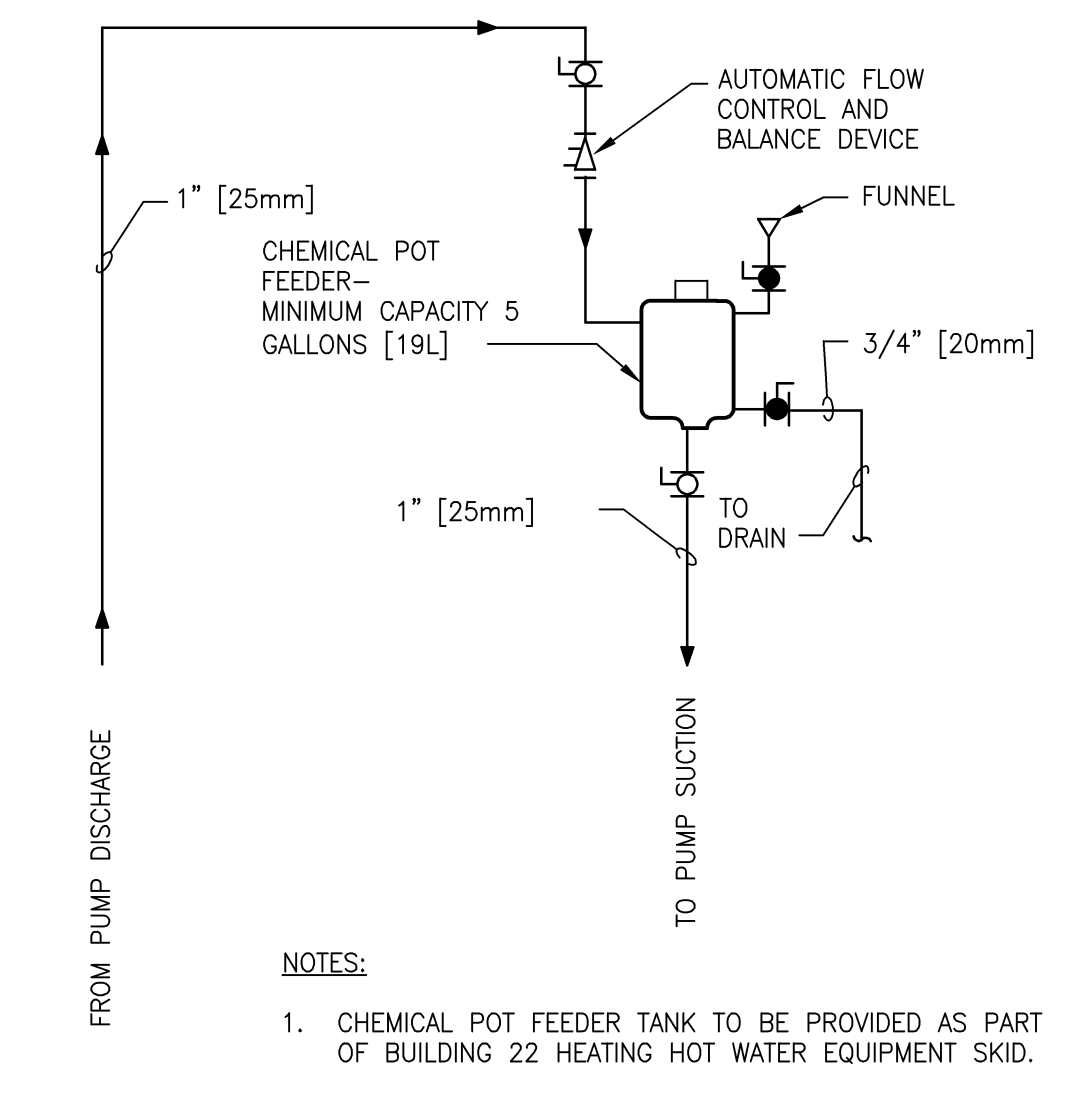 AUTOMATIC FLOW
CONTROL AND
BALANCE DEVICE
1” [25mm]
FUNNEL
CHEMICAL POT
FEEDER–
MINIMUM CAPACITY 5
GALLONS [19L]
3/4” [20mm]
1” [25mm]
TO
DRAIN
FROM PUMP DISCHARGE
TO PUMP SUCTION
NOTES:
1. CHEMICAL POT FEEDER TANK TO BE PROVIDED AS PART
OF BUILDING 22 HEATING HOT WATER EQUIPMENT SKID.